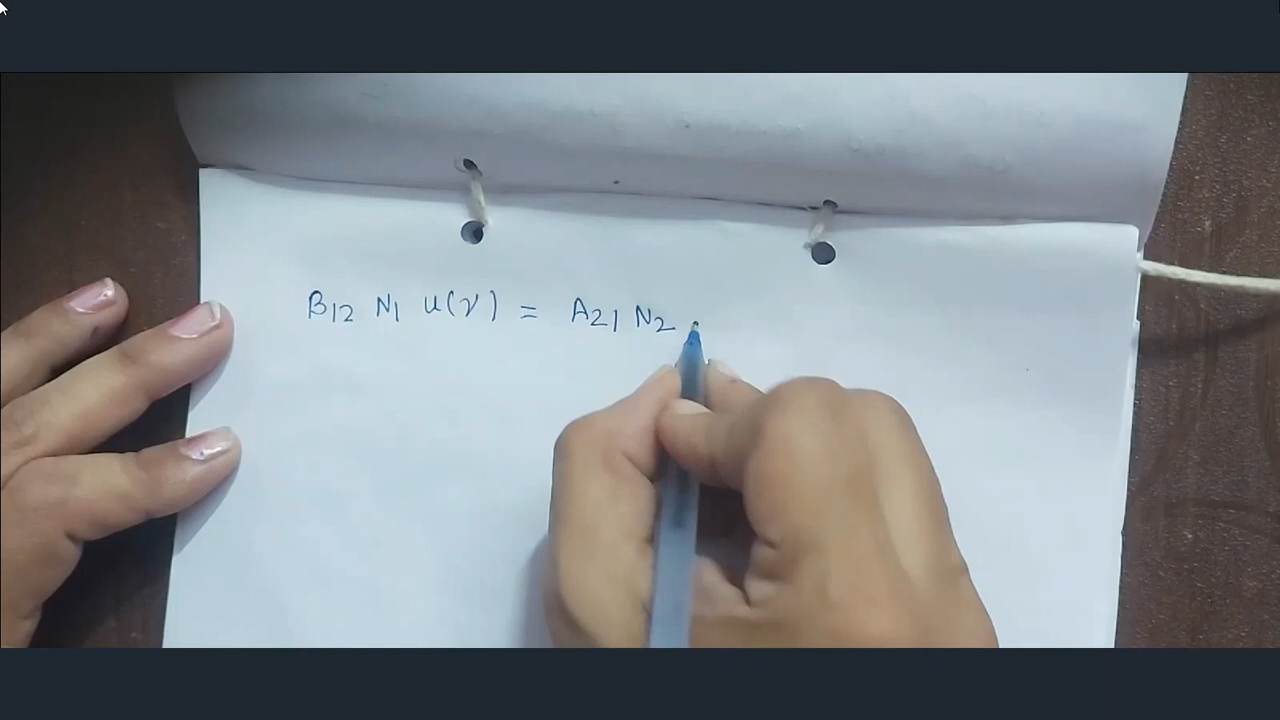 B₁₂ N₁ u(ν) = A₂₁ N₂